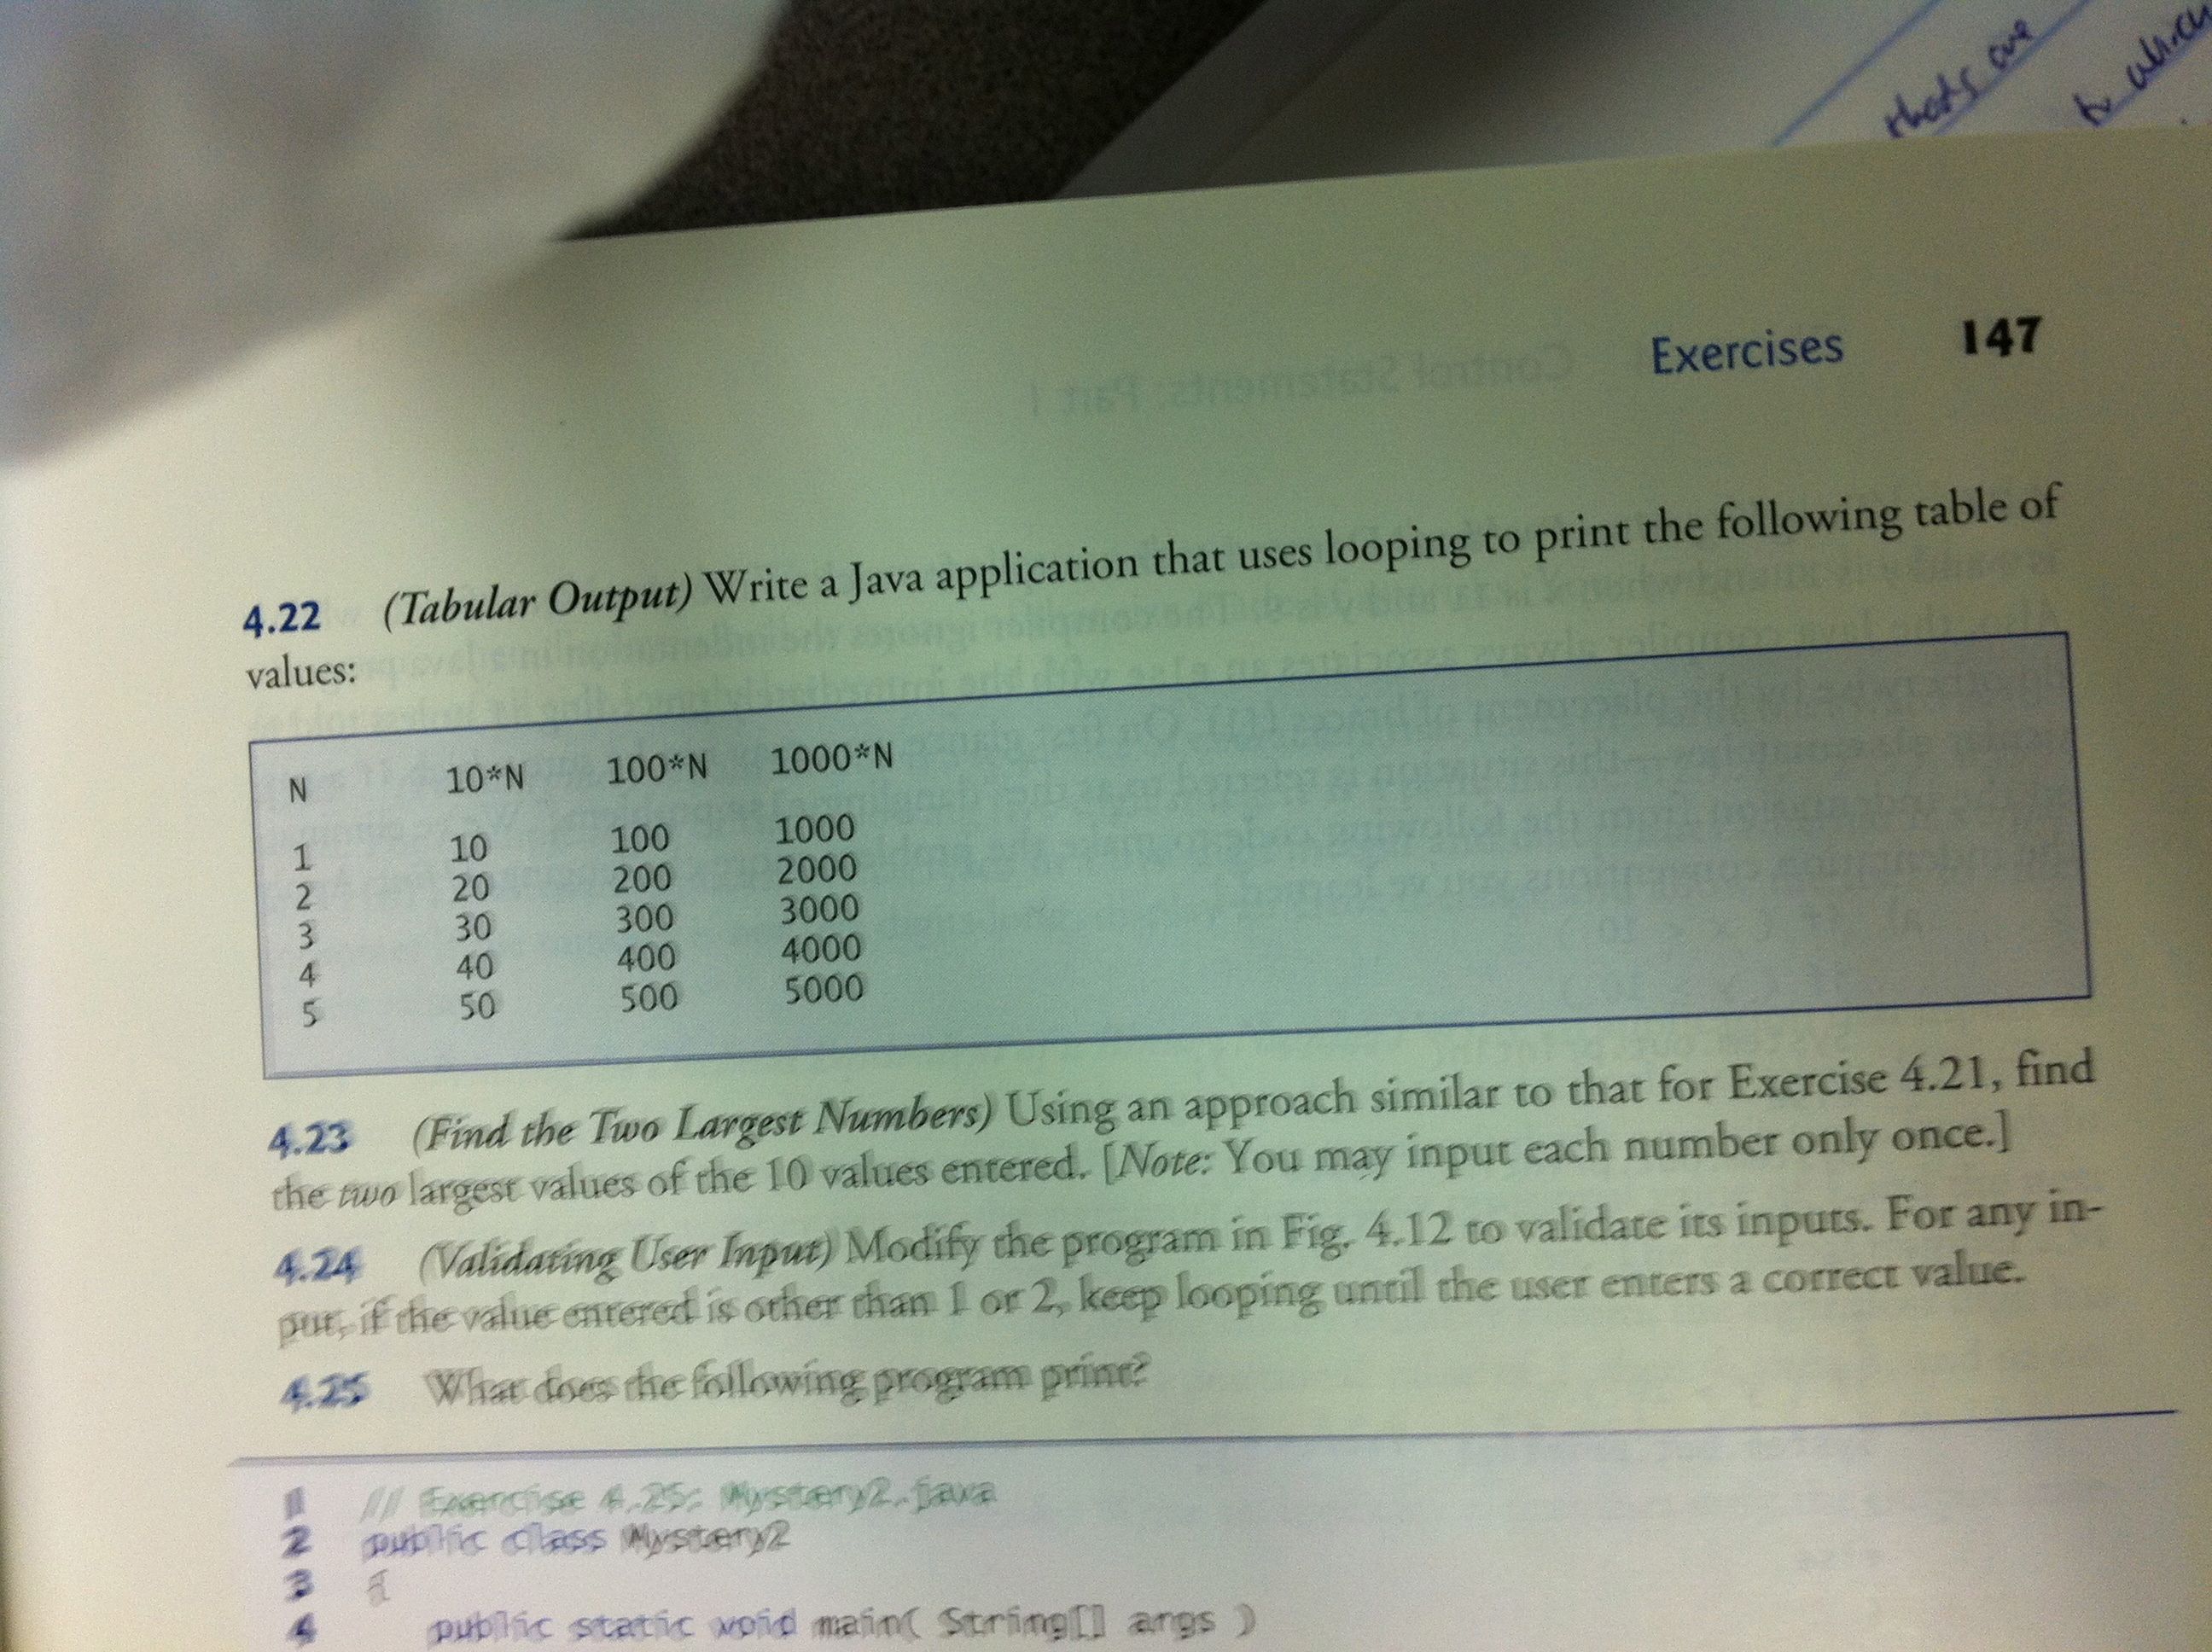 thats are
to which
Exercises 147
4.22 (Tabular Output) Write a Java application that uses looping to print the following table of
values:
N 10*N 100*N 1000*N
1 10 100 1000
2 20 200 2000
3 30 300 3000
4 40 400 4000
5 50 500 5000
4.23 (Find the Two Largest Numbers) Using an approach similar to that for Exercise 4.21, find
the two largest values of the 10 values entered. [Note: You may input each number only once.]
4.24 (Validating User Input) Modify the program in Fig. 4.12 to validate its inputs. For any in-
put, if the value entered is other than 1 or 2, keep looping until the user enters a correct value.
4.25 What does the following program print?
1 // Exercise 4.25: Mystery2.java
2 public class Mystery2
3 {
4 public static void main( String[] args )